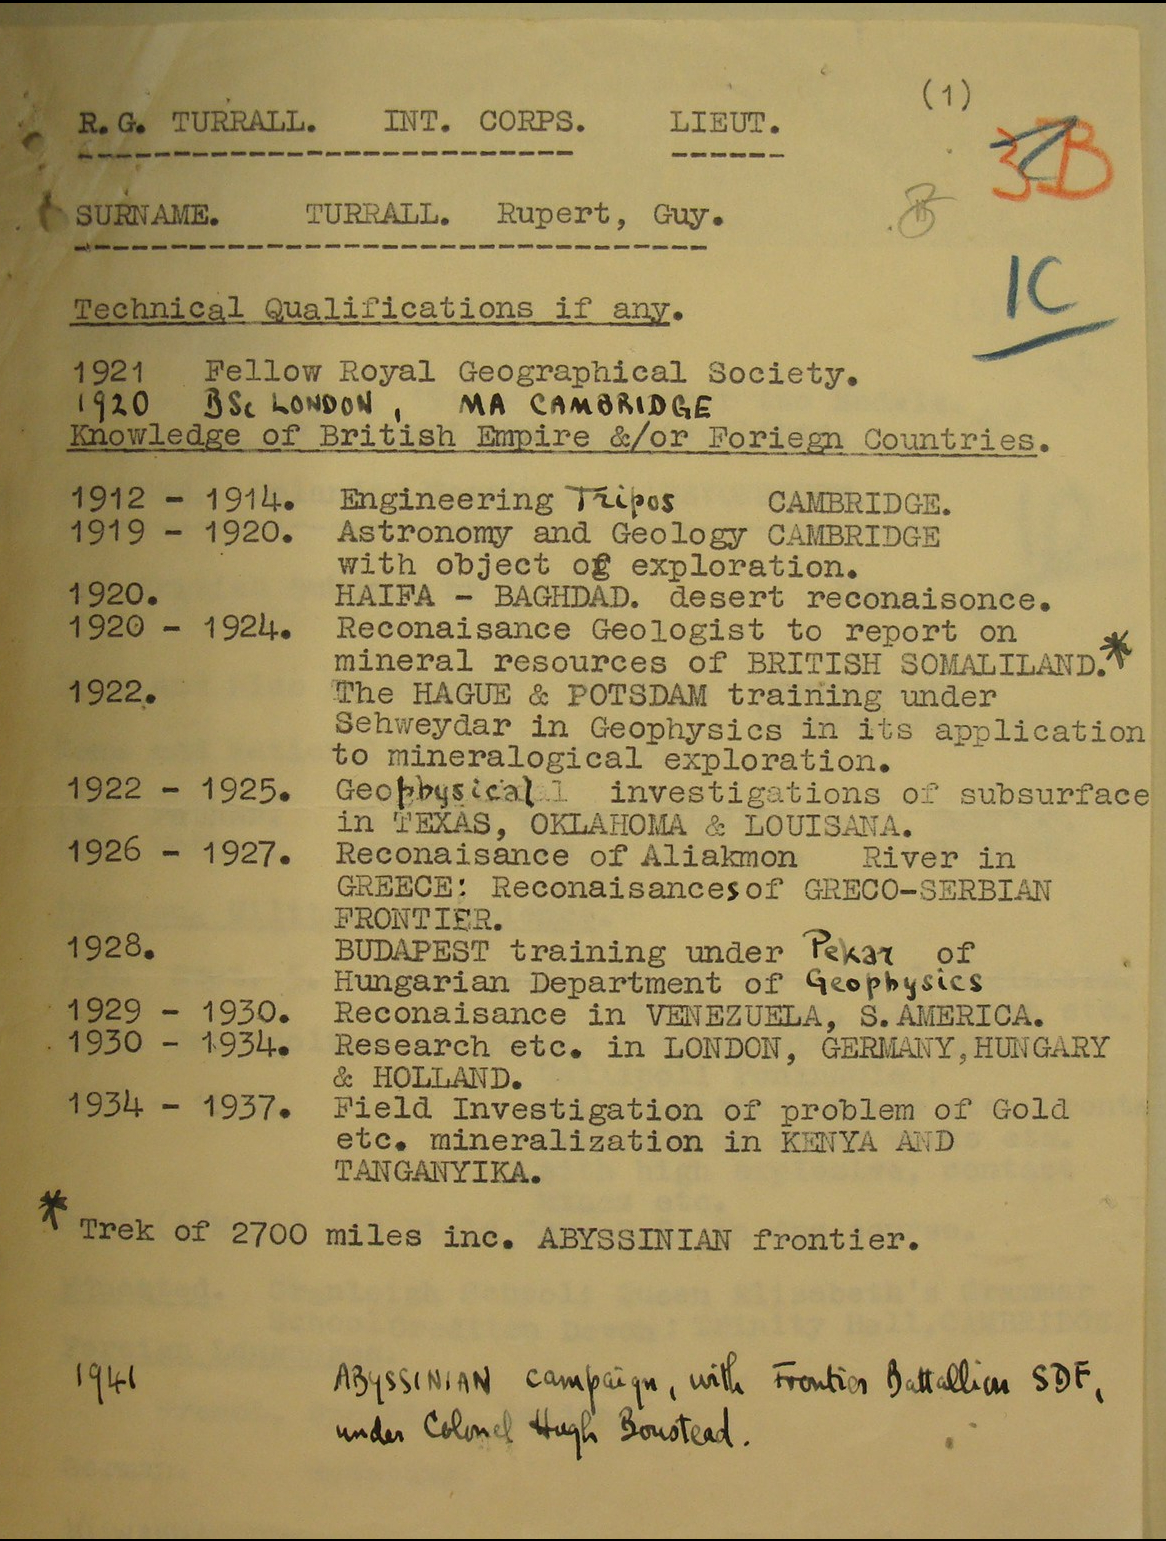 (1)
R.G. TURRALL. INT. CORPS. LIEUT.
3B
SURNAME. TURRALL. Rupert, Guy.
1C
Technical Qualifications if any.
1921 Fellow Royal Geographical Society.
1920 BSc LONDON, MA CAMBRIDGE
Knowledge of British Empire &/or Foriegn Countries.
1912 - 1914. Engineering Tripos CAMBRIDGE.
1919 - 1920. Astronomy and Geology CAMBRIDGE
with object of exploration.
1920. HAIFA - BAGHDAD. desert reconaisonce.
1920 - 1924. Reconaisance Geologist to report on
mineral resources of BRITISH SOMALILAND.*
1922. The HAGUE & POTSDAM training under
Sehweydar in Geophysics in its application
to mineralogical exploration.
1922 - 1925. Geophysical investigations of subsurface
in TEXAS, OKLAHOMA & LOUISANA.
1926 - 1927. Reconaisance of Aliakmon River in
GREECE: Reconaisances of GRECO-SERBIAN
FRONTIER.
1928. BUDAPEST training under Pekar of
Hungarian Department of Geophysics
1929 - 1930. Reconaisance in VENEZUELA, S.AMERICA.
1930 - 1934. Research etc. in LONDON, GERMANY, HUNGARY
& HOLLAND.
1934 - 1937. Field Investigation of problem of Gold
etc. mineralization in KENYA AND
TANGANYIKA.
* Trek of 2700 miles inc. ABYSSINIAN frontier.
1941 ABYSSINIAN campaign, with Frontier Battallion SDF,
under Colonel Hugh Boustead.